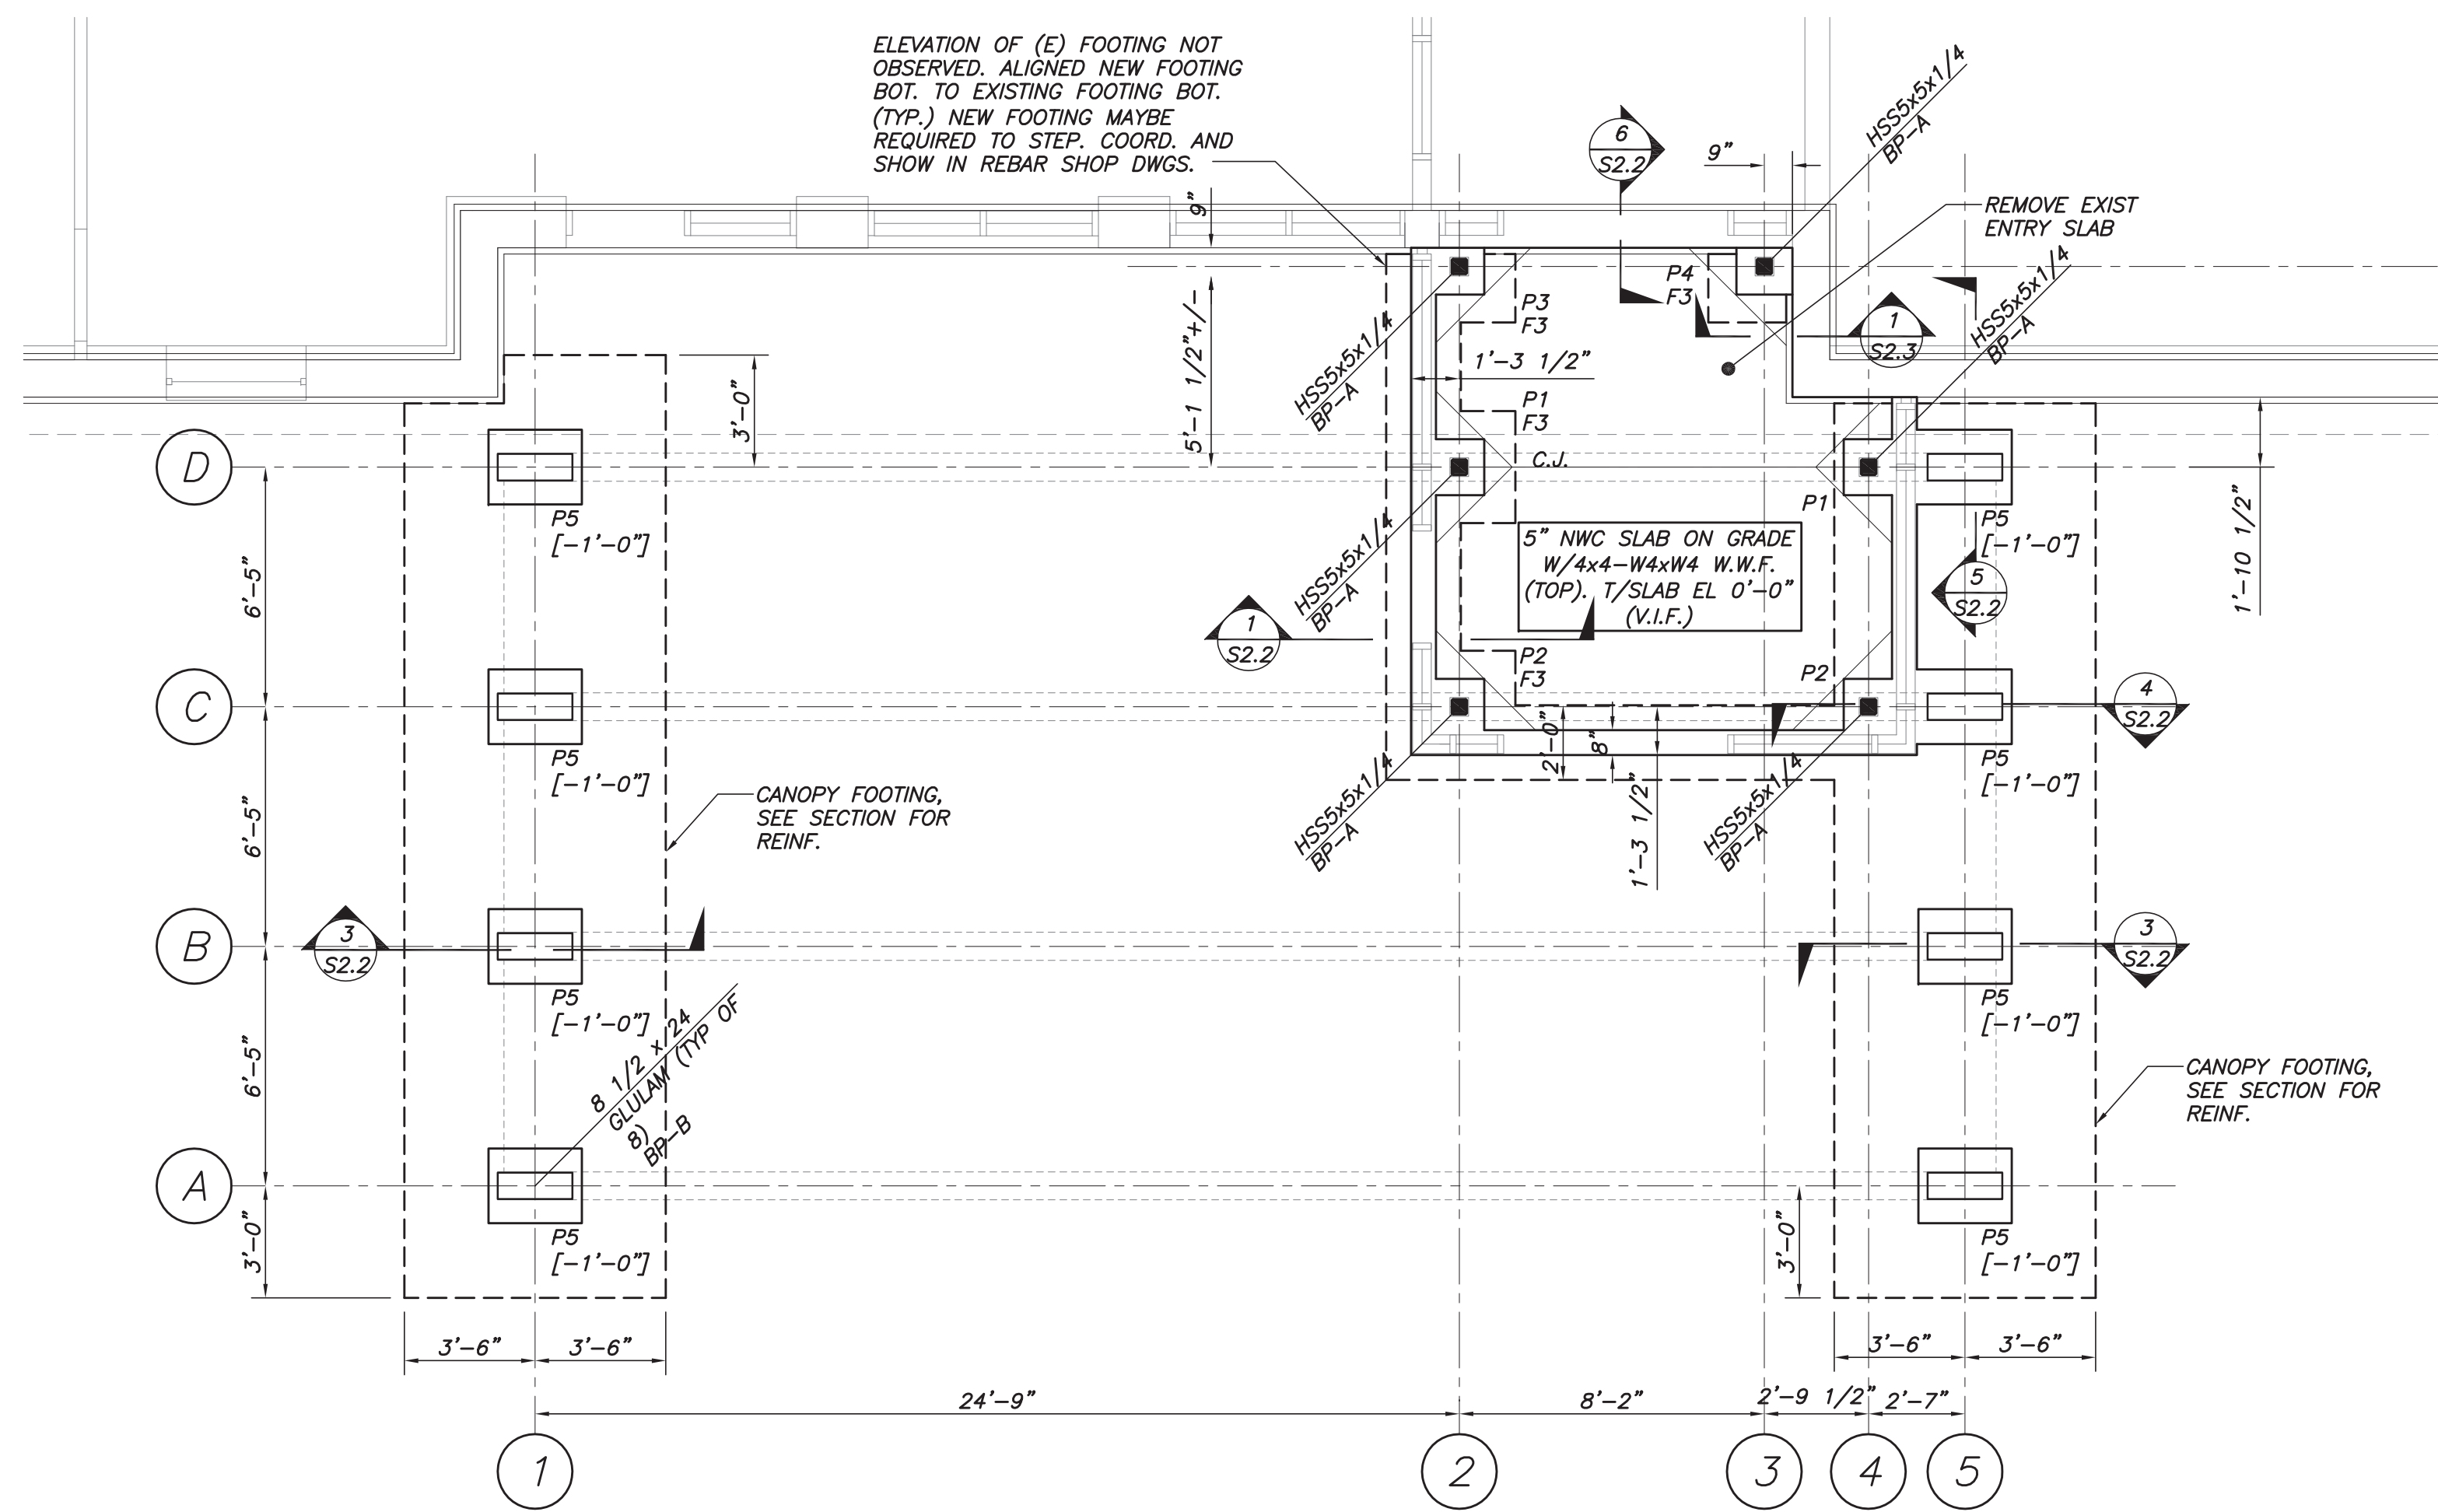 ELEVATION OF (E) FOOTING NOT
OBSERVED. ALIGNED NEW FOOTING
BOT. TO EXISTING FOOTING BOT.
(TYP.) NEW FOOTING MAYBE
REQUIRED TO STEP. COORD. AND
SHOW IN REBAR SHOP DWGS.
6
S2.2
9"
HSS5x5x1/4
BP-A
9"
REMOVE EXIST
ENTRY SLAB
P4
F3
P3
F3
1
S2.3
HSS5x5x1/4
BP-A
HSS5x5x1/4
BP-A
5'-1 1/2"+/-
1'-3 1/2"
3'-0"
P1
F3
C.J.
D
P5
[-1'-0"]
P1
P5
[-1'-0"]
1'-10 1/2"
5" NWC SLAB ON GRADE
W/4x4-W4xW4 W.W.F.
(TOP). T/SLAB EL 0'-0"
(V.I.F.)
HSS5x5x1/4
BP-A
6'-5"
5
S2.2
1
S2.2
P2
F3
P2
C
4
S2.2
P5
[-1'-0"]
2'-0"
8"
1'-3 1/2"
P5
[-1'-0"]
HSS5x5x1/4
BP-A
HSS5x5x1/4
BP-A
CANOPY FOOTING,
SEE SECTION FOR
REINF.
6'-5"
B
3
S2.2
3
S2.2
P5
[-1'-0"]
P5
[-1'-0"]
6'-5"
8 1/2 x 24
GLULAM (TYP OF
8)
BP-B
CANOPY FOOTING,
SEE SECTION FOR
REINF.
A
P5
[-1'-0"]
P5
[-1'-0"]
3'-0"
3'-0"
3'-6"
3'-6"
3'-6"
3'-6"
24'-9"
8'-2"
2'-9 1/2"
2'-7"
1
2
3
4
5